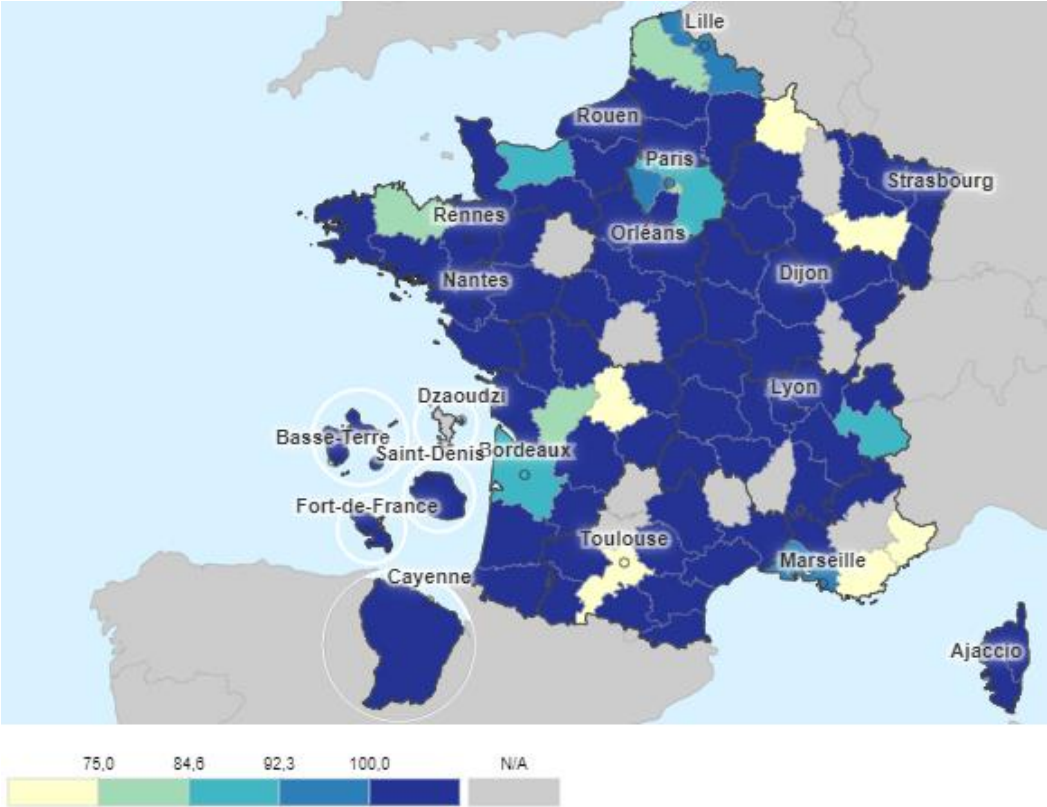 Lille
Rouen
Paris
Strasbourg
Rennes
Orléans
Dijon
Nantes
Lyon
Dzaoudzi
Basse-Terre
Saint-Denis
Bordeaux
Fort-de-France
Toulouse
Marseille
Cayenne
Ajaccio
75,0 84,6 92,3 100,0 N/A